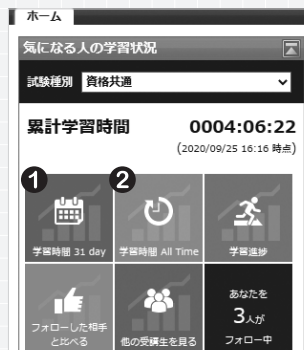 ホーム
気になる人の学習状況
試験種別 資格共通
累計学習時間 0004:06:22
(2020/09/25 16:16 時点)
1 2
学習時間 31 day 学習時間 All Time 学習進捗
フォローした相手
と比べる
他の受講生を見る
あなたを
3人が
フォロー中